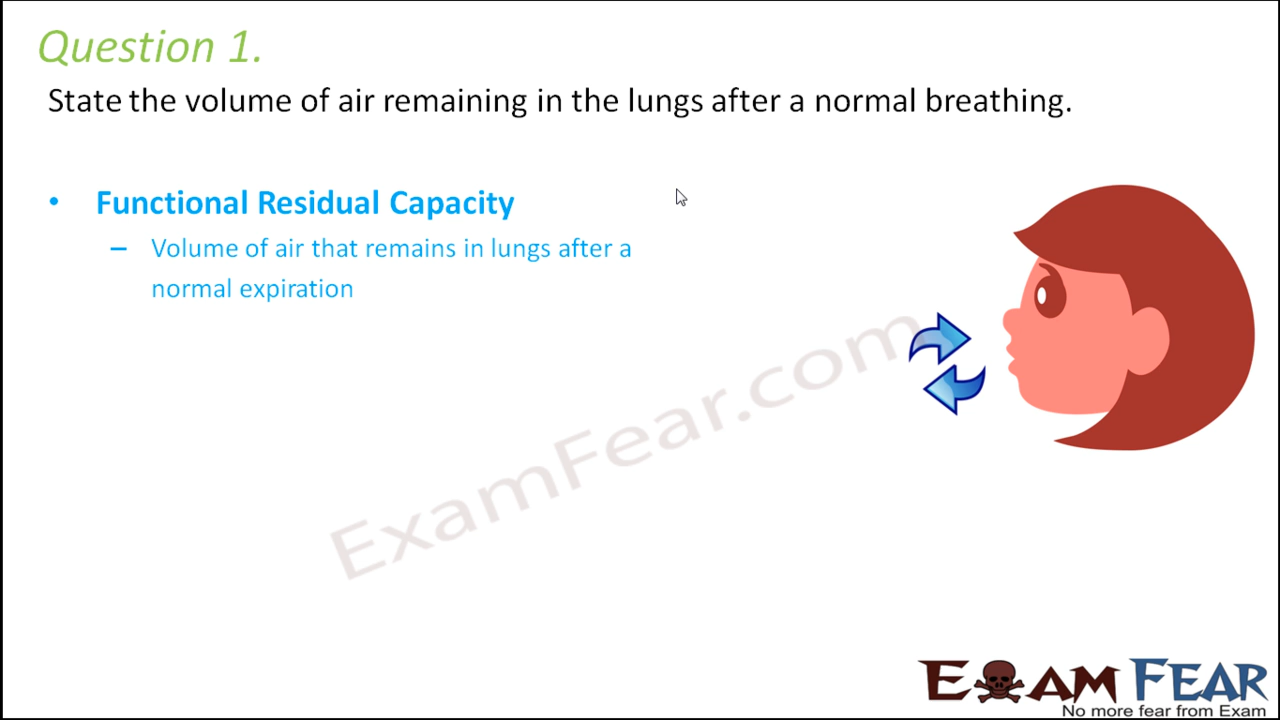 Question 1.
State the volume of air remaining in the lungs after a normal breathing.
• Functional Residual Capacity
– Volume of air that remains in lungs after a
normal expiration
ExamFear.com
EXAM FEAR
No more fear from Exam